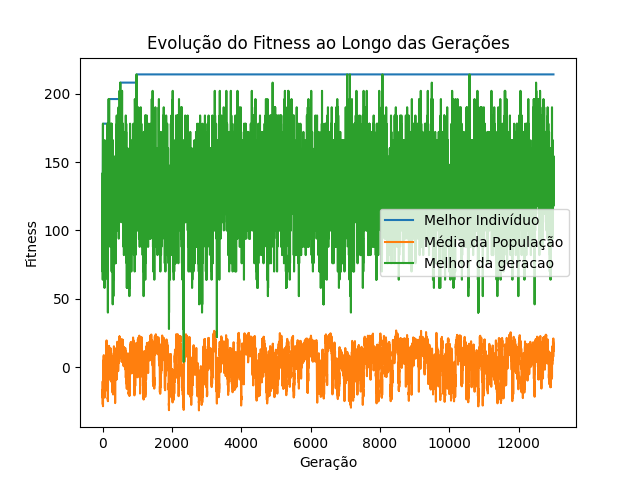 Evolução do Fitness ao Longo das Gerações
Fitness
200
150
100
50
0
Melhor Indivíduo
Média da População
Melhor da geracao
0 2000 4000 6000 8000 10000 12000
Geração